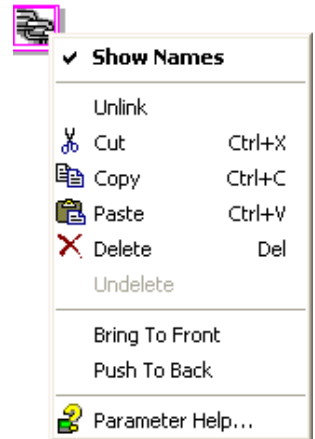 Show Names
Unlink
Cut Ctrl+X
Copy Ctrl+C
Paste Ctrl+V
Delete Del
Undelete
Bring To Front
Push To Back
Parameter Help...